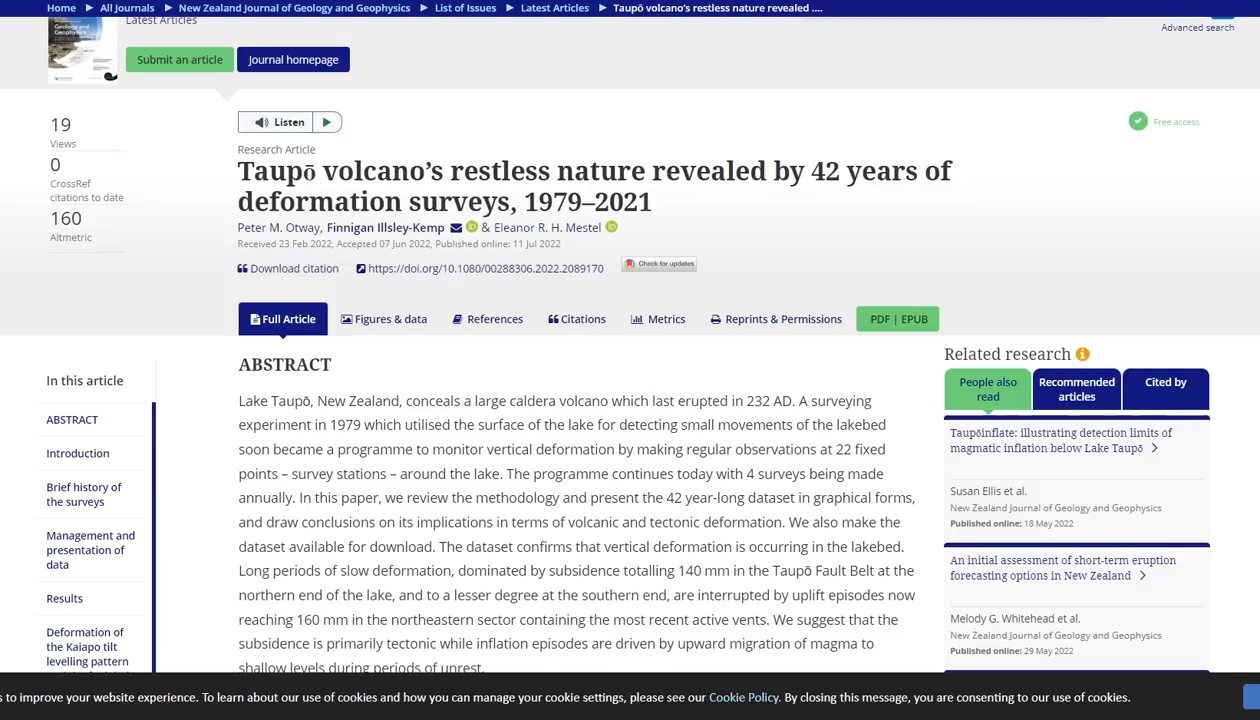 Home ▶ All Journals ▶ New Zealand Journal of Geology and Geophysics ▶ List of Issues ▶ Latest Articles ▶ Taupō volcano’s restless nature revealed ....
Latest Articles
Advanced search
Geology and
Geophysics
Submit an article
Journal homepage
19
Views
0
CrossRef
citations to date
160
Altmetric
Listen
Free access
Research Article
Taupō volcano’s restless nature revealed by 42 years of
deformation surveys, 1979–2021
Peter M. Otway, Finnigan Illsley-Kemp & Eleanor R. H. Mestel
Received 23 Feb 2022, Accepted 07 Jun 2022, Published online: 11 Jul 2022
Download citation https://doi.org/10.1080/00288306.2022.2089170 Check for updates
Full Article Figures & data References Citations Metrics Reprints & Permissions PDF | EPUB
In this article
ABSTRACT
Introduction
Brief history of
the surveys
Management and
presentation of
data
Results
Deformation of
the Kaiapo tilt
levelling pattern
ABSTRACT
Lake Taupō, New Zealand, conceals a large caldera volcano which last erupted in 232 AD. A surveying
experiment in 1979 which utilised the surface of the lake for detecting small movements of the lakebed
soon became a programme to monitor vertical deformation by making regular observations at 22 fixed
points – survey stations – around the lake. The programme continues today with 4 surveys being made
annually. In this paper, we review the methodology and present the 42 year-long dataset in graphical forms,
and draw conclusions on its implications in terms of volcanic and tectonic deformation. We also make the
dataset available for download. The dataset confirms that vertical deformation is occurring in the lakebed.
Long periods of slow deformation, dominated by subsidence totalling 140 mm in the Taupō Fault Belt at the
northern end of the lake, and to a lesser degree at the southern end, are interrupted by uplift episodes now
reaching 160 mm in the northeastern sector containing the most recent active vents. We suggest that the
subsidence is primarily tectonic while inflation episodes are driven by upward migration of magma to
shallow levels during periods of unrest.
Related research
People also
read
Recommended
articles
Cited by
Taupōinflate: illustrating detection limits of
magmatic inflation below Lake Taupō
Susan Ellis et al.
New Zealand Journal of Geology and Geophysics
Published online: 18 May 2022
An initial assessment of short-term eruption
forecasting options in New Zealand
Melody G. Whitehead et al.
New Zealand Journal of Geology and Geophysics
Published online: 29 May 2022
s to improve your website experience. To learn about our use of cookies and how you can manage your cookie settings, please see our Cookie Policy. By closing this message, you are consenting to our use of cookies.